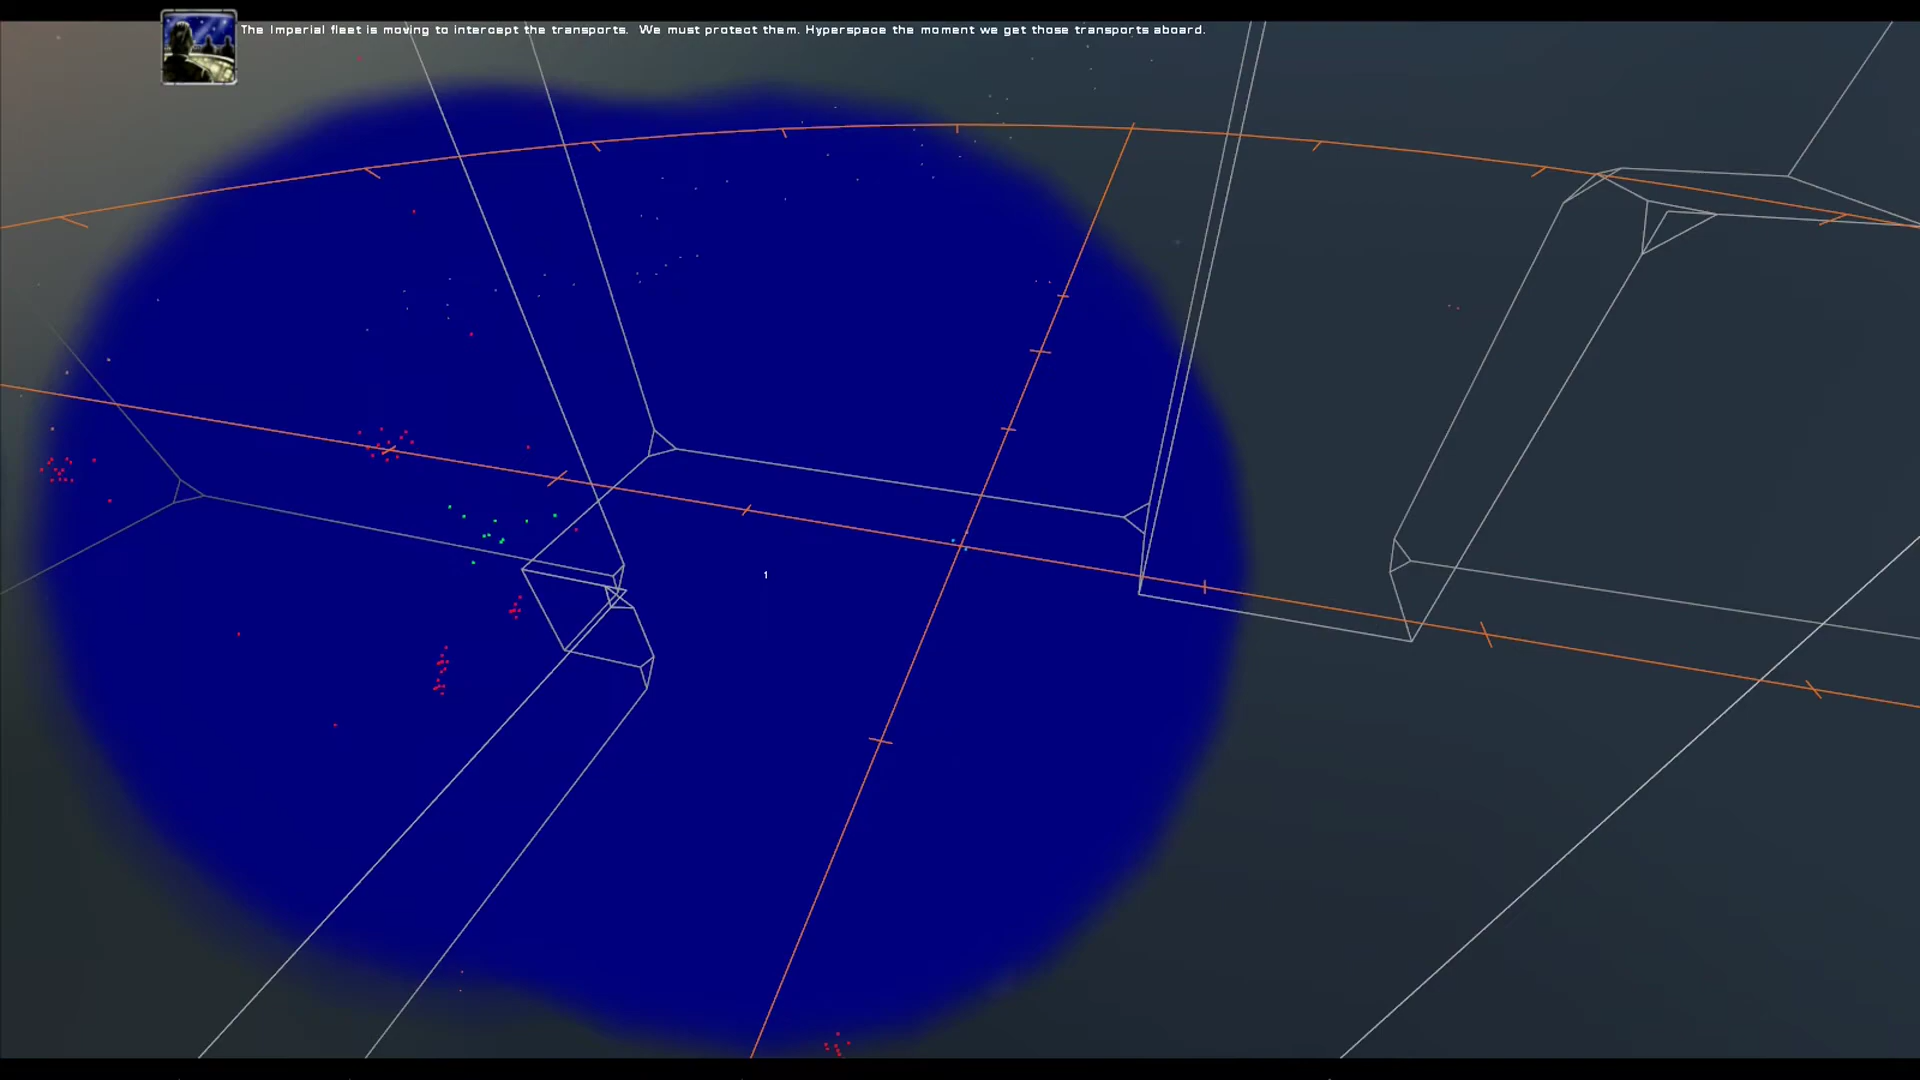 The Imperial fleet is moving to intercept the transports. We must protect them. Hyperspace the moment we get those transports aboard.
1